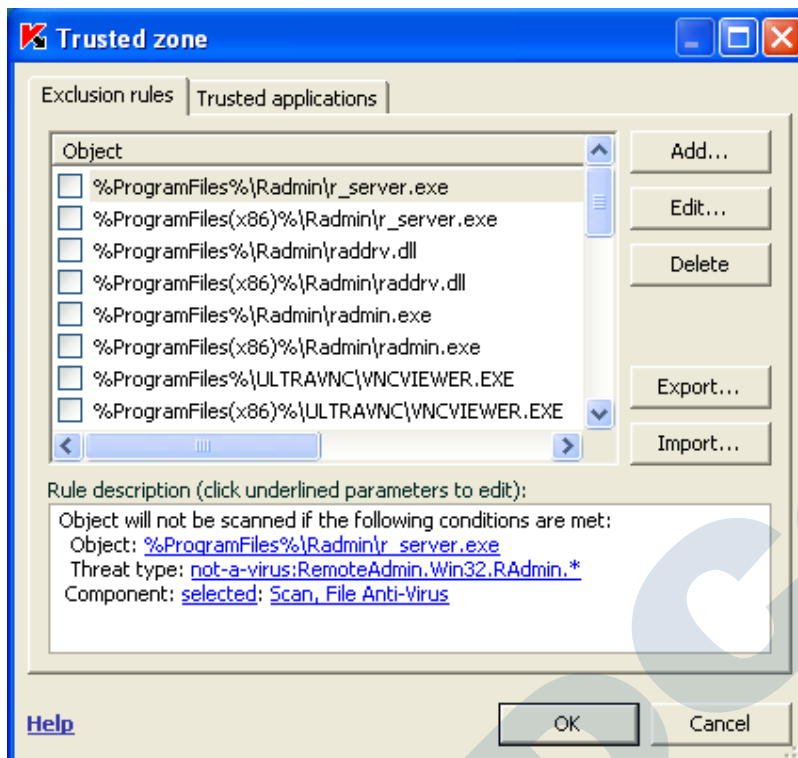 Trusted zone
Exclusion rules
Trusted applications
Object
%ProgramFiles%\Radmin\r_server.exe
%ProgramFiles(x86)%\Radmin\r_server.exe
%ProgramFiles%\Radmin\raddrv.dll
%ProgramFiles(x86)%\Radmin\raddrv.dll
%ProgramFiles%\Radmin\radmin.exe
%ProgramFiles(x86)%\Radmin\radmin.exe
%ProgramFiles%\ULTRAVNC\VNCVIEWER.EXE
%ProgramFiles(x86)%\ULTRAVNC\VNCVIEWER.EXE
Add...
Edit...
Delete
Export...
Import...
Rule description (click underlined parameters to edit):
Object will not be scanned if the following conditions are met:
Object: %ProgramFiles%\Radmin\r_server.exe
Threat type: not-a-virus:RemoteAdmin.Win32.RAdmin.*
Component: selected: Scan, File Anti-Virus
Help
OK
Cancel